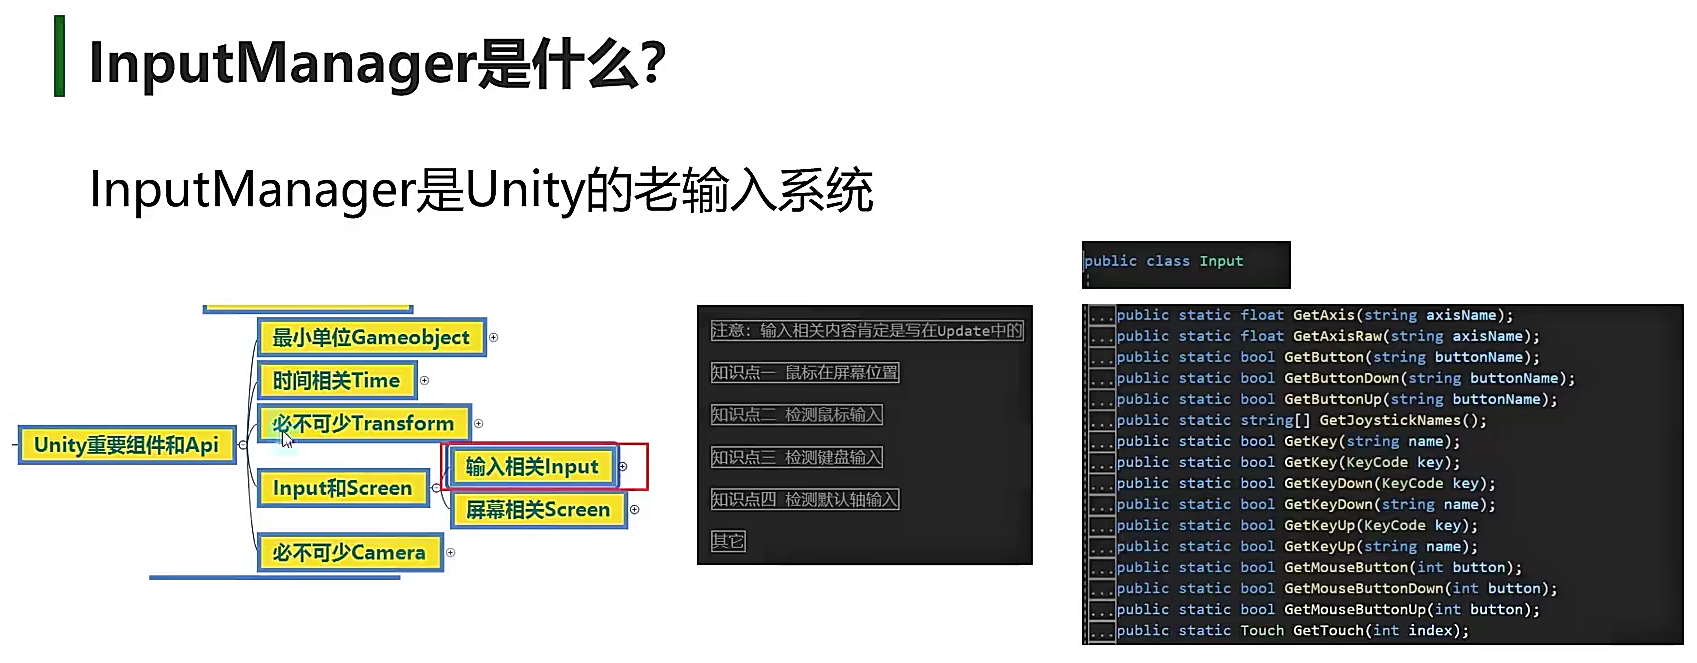 InputManager是什么?
InputManager是Unity的老输入系统
Unity重要组件和Api
最小单位Gameobject
时间相关Time
必不可少Transform
Input和Screen
输入相关Input
屏幕相关Screen
必不可少Camera
注意: 输入相关内容肯定是写在Update中的
知识点一 鼠标在屏幕位置
知识点二 检测鼠标输入
知识点三 检测键盘输入
知识点四 检测默认轴输入
其它
public class Input
...public static float GetAxis(string axisName);
...public static float GetAxisRaw(string axisName);
...public static bool GetButton(string buttonName);
...public static bool GetButtonDown(string buttonName);
...public static bool GetButtonUp(string buttonName);
...public static string[] GetJoystickNames();
...public static bool GetKey(string name);
...public static bool GetKey(KeyCode key);
...public static bool GetKeyDown(KeyCode key);
...public static bool GetKeyDown(string name);
...public static bool GetKeyUp(KeyCode key);
...public static bool GetKeyUp(string name);
...public static bool GetMouseButton(int button);
...public static bool GetMouseButtonDown(int button);
...public static bool GetMouseButtonUp(int button);
...public static Touch GetTouch(int index);